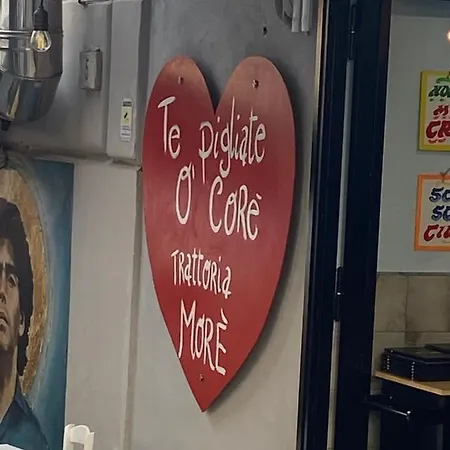 Te pigliate
O' Corè
Trattoria
MORÈ